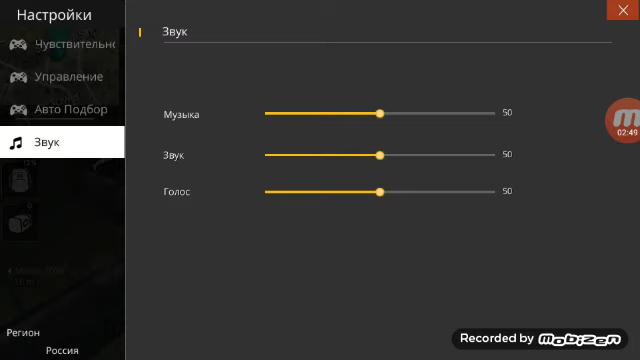 Настройки
Звук
Чувствительнс
Управление
Авто Подбор
Звук
Музыка 50
Звук 50
Голос 50
02:49
Регион
Россия
Recorded by mobizen